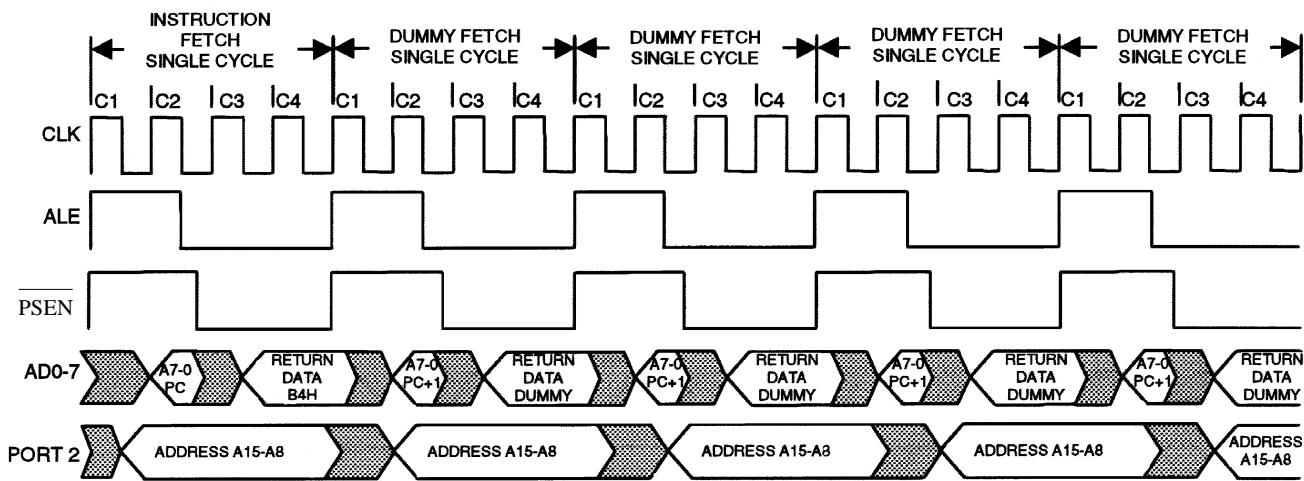 INSTRUCTION
FETCH
SINGLE CYCLE
DUMMY FETCH
SINGLE CYCLE
DUMMY FETCH
SINGLE CYCLE
DUMMY FETCH
SINGLE CYCLE
DUMMY FETCH
SINGLE CYCLE
C1 C2 C3 C4 C1 C2 C3 C4 C1 C2 C3 C4 C1 C2 C3 C4 C1 C2 C3 C4
CLK
ALE
PSEN
AD0-7
A7-0
PC
RETURN
DATA
B4H
A7-0
PC+1
RETURN
DATA
DUMMY
A7-0
PC+1
RETURN
DATA
DUMMY
A7-0
PC+1
RETURN
DATA
DUMMY
A7-0
PC+1
RETURN
DATA
DUMMY
PORT 2
ADDRESS A15-A8
ADDRESS A15-A8
ADDRESS A15-A8
ADDRESS A15-A8
ADDRESS
A15-A8